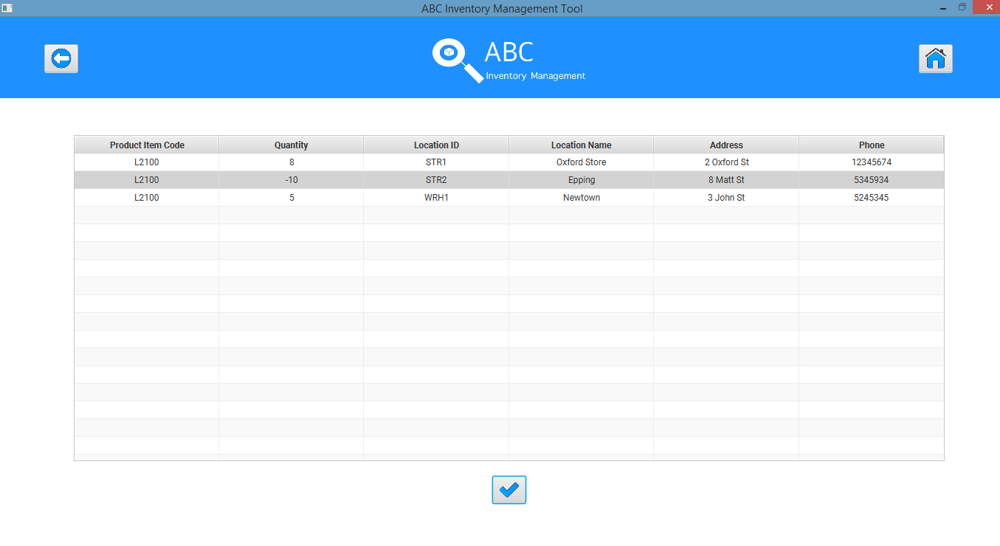 ABC Inventory Management Tool
ABC
Inventory Management
Product Item Code Quantity Location ID Location Name Address Phone
L2100 8 STR1 Oxford Store 2 Oxford St 12345674
L2100 -10 STR2 Epping 8 Matt St 5345934
L2100 5 WRH1 Newtown 3 John St 5245345